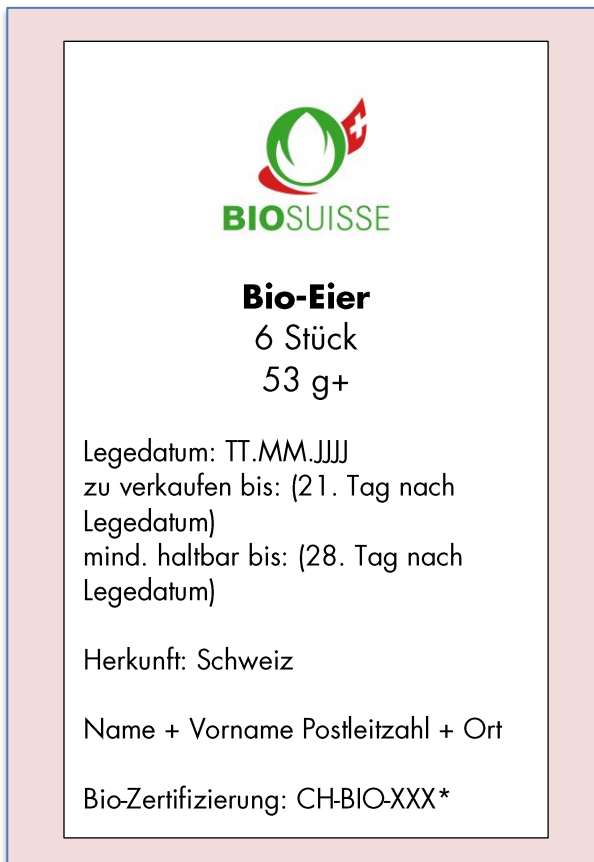 BIOSUISSE
Bio-Eier
6 Stück
53 g+
Legedatum: TT.MM.JJJJ
zu verkaufen bis: (21. Tag nach
Legedatum)
mind. haltbar bis: (28. Tag nach
Legedatum)
Herkunft: Schweiz
Name + Vorname Postleitzahl + Ort
Bio-Zertifizierung: CH-BIO-XXX*